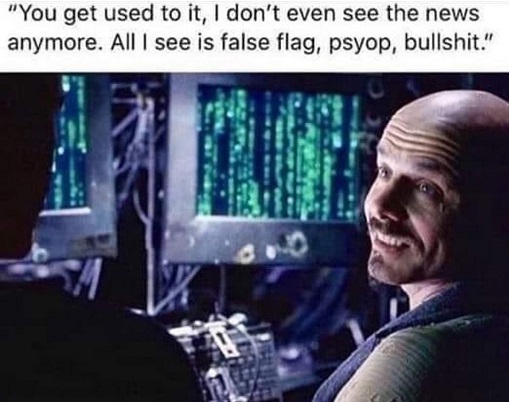 "You get used to it, I don't even see the news
anymore. All I see is false flag, psyop, bullshit."